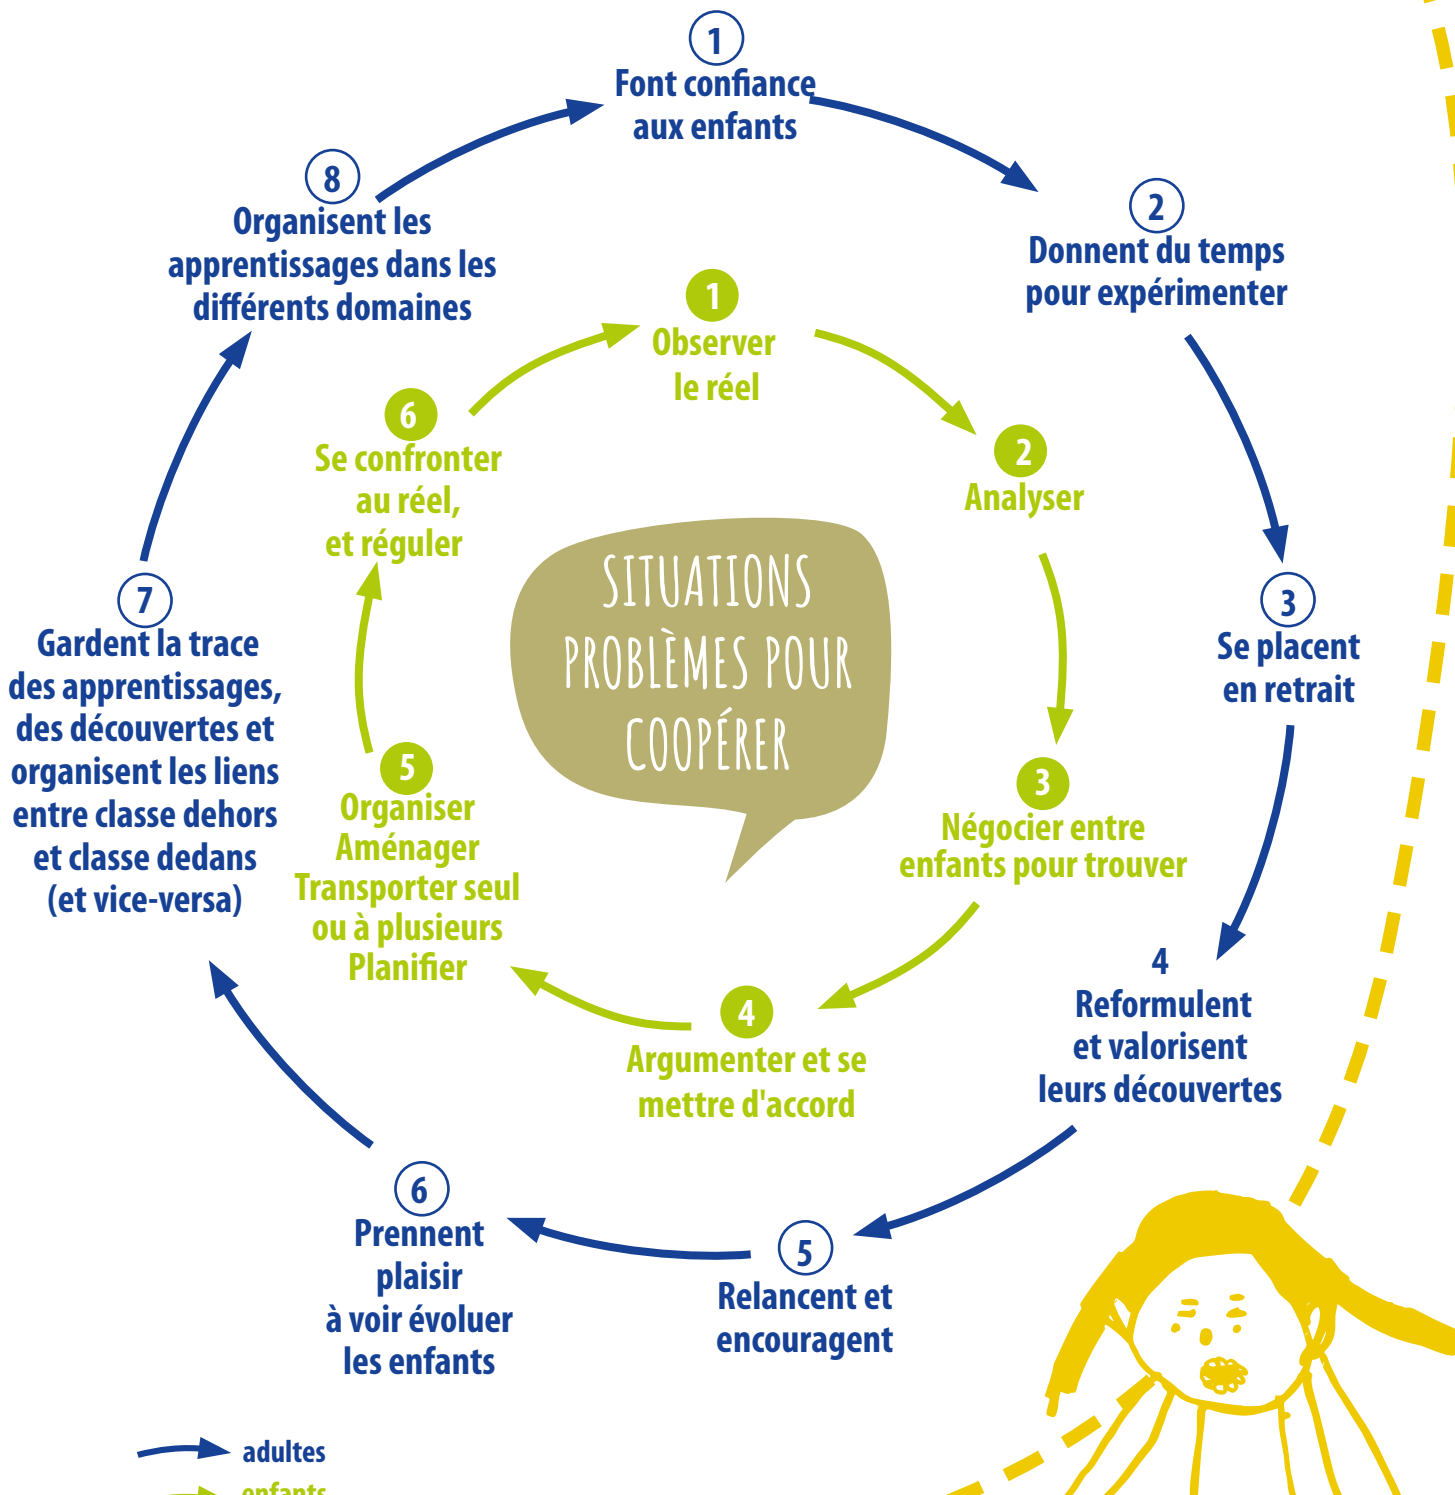 1
Font confiance
aux enfants
2
Donnent du temps
pour expérimenter
3
Se placent
en retrait
4
Reformulent
et valorisent
leurs découvertes
5
Relancent et
encouragent
6
Prennent
plaisir
à voir évoluer
les enfants
7
Gardent la trace
des apprentissages,
des découvertes et
organisent les liens
entre classe dehors
et classe dedans
(et vice-versa)
8
Organisent les
apprentissages dans les
différents domaines
1
Observer
le réel
2
Analyser
3
Négocier entre
enfants pour trouver
4
Argumenter et se
mettre d'accord
5
Organiser
Aménager
Transporter seul
ou à plusieurs
Planifier
6
Se confronter
au réel,
et réguler
SITUATIONS
PROBLÈMES POUR
COOPÉRER
adultes
enfants